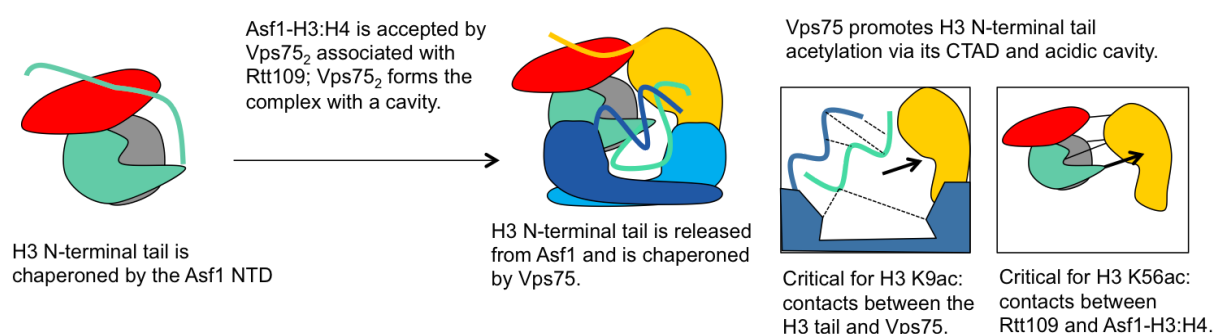 Asf1-H3:H4 is accepted by
Vps75₂ associated with
Rtt109; Vps75₂ forms the
complex with a cavity.
Vps75 promotes H3 N-terminal tail
acetylation via its CTAD and acidic cavity.
H3 N-terminal tail is
chaperoned by the Asf1 NTD
H3 N-terminal tail is released
from Asf1 and is chaperoned
by Vps75.
Critical for H3 K9ac:
contacts between the
H3 tail and Vps75.
Critical for H3 K56ac:
contacts between
Rtt109 and Asf1-H3:H4.